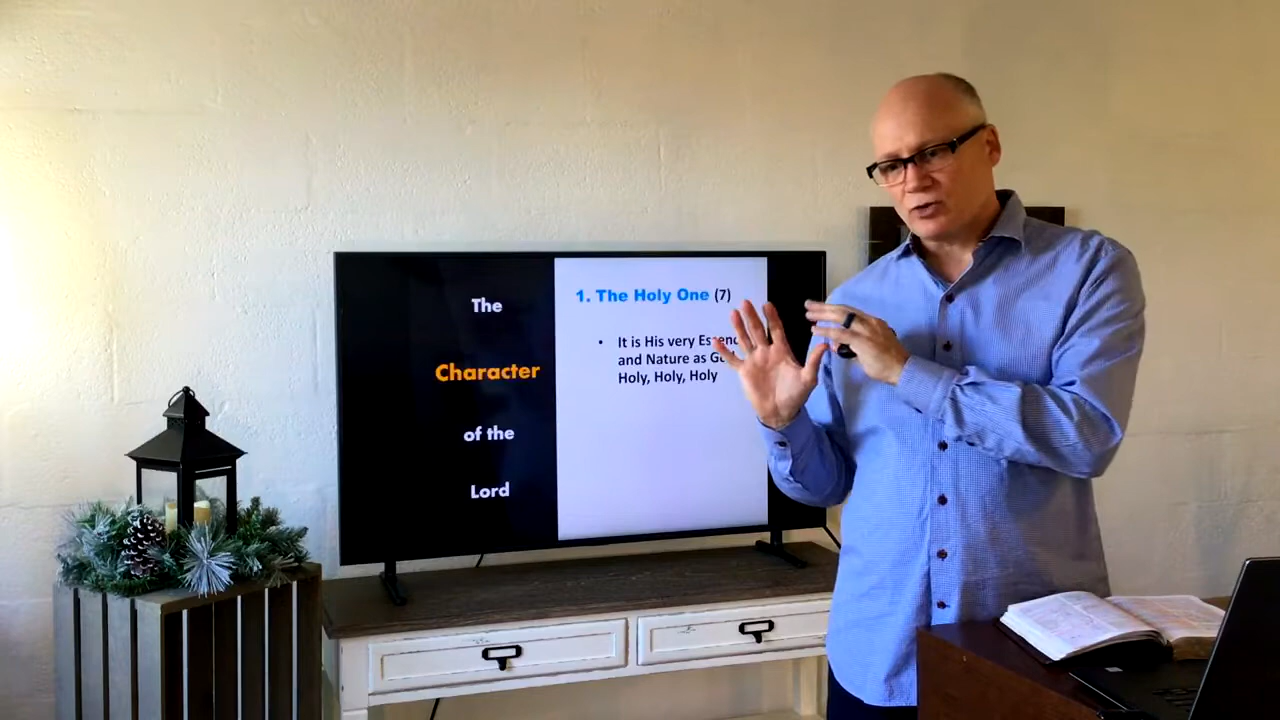 The
Character
of the
Lord
1. The Holy One (7)
• It is His very
and Nature as
Holy, Holy, Holy